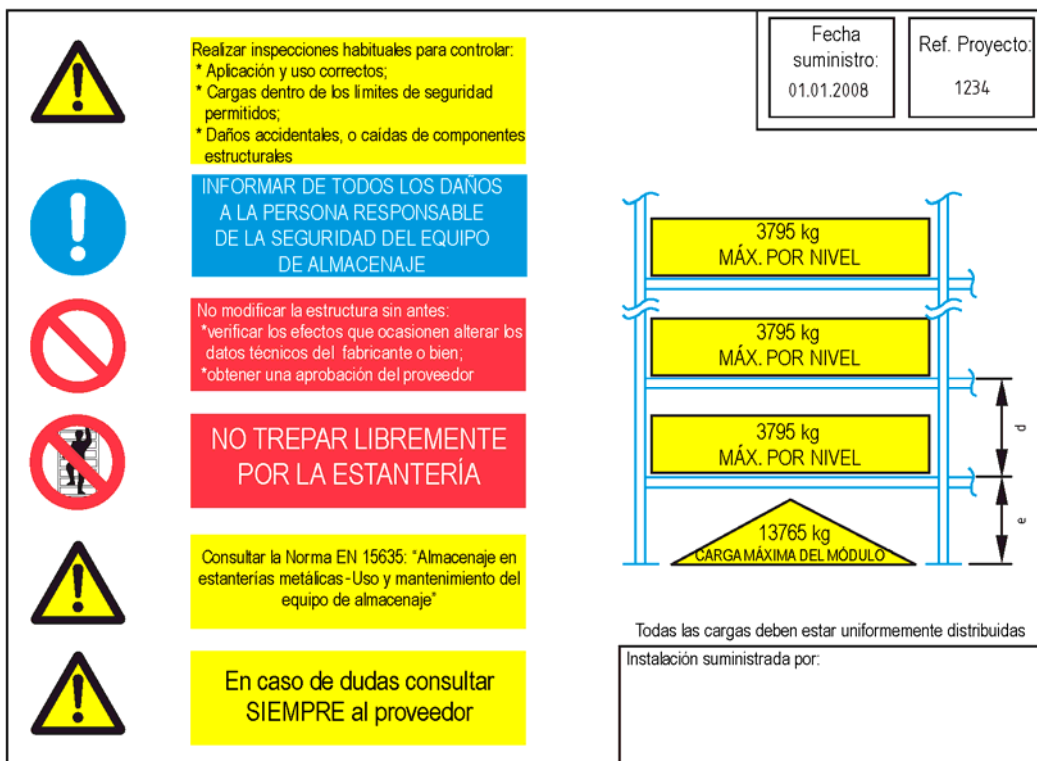 Realizar inspecciones habituales para controlar:
* Aplicación y uso correctos;
* Cargas dentro de los límites de seguridad
permitidos;
* Daños accidentales, o caídas de componentes
estructurales
INFORMAR DE TODOS LOS DAÑOS
A LA PERSONA RESPONSABLE
DE LA SEGURIDAD DEL EQUIPO
DE ALMACENAJE
No modificar la estructura sin antes:
*verificar los efectos que ocasionen alterar los
datos técnicos del fabricante o bien;
*obtener una aprobación del proveedor
NO TREPAR LIBREMENTE
POR LA ESTANTERÍA
Consultar la Norma EN 15635: "Almacenaje en
estanterías metálicas-Uso y mantenimiento del
equipo de almacenaje"
En caso de dudas consultar
SIEMPRE al proveedor
Fecha
suministro:
01.01.2008
Ref. Proyecto:
1234
3795 kg
MÁX. POR NIVEL
3795 kg
MÁX. POR NIVEL
3795 kg
MÁX. POR NIVEL
d
e
13765 kg
CARGA MÁXIMA DEL MÓDULO
Todas las cargas deben estar uniformemente distribuidas
Instalación suministrada por: